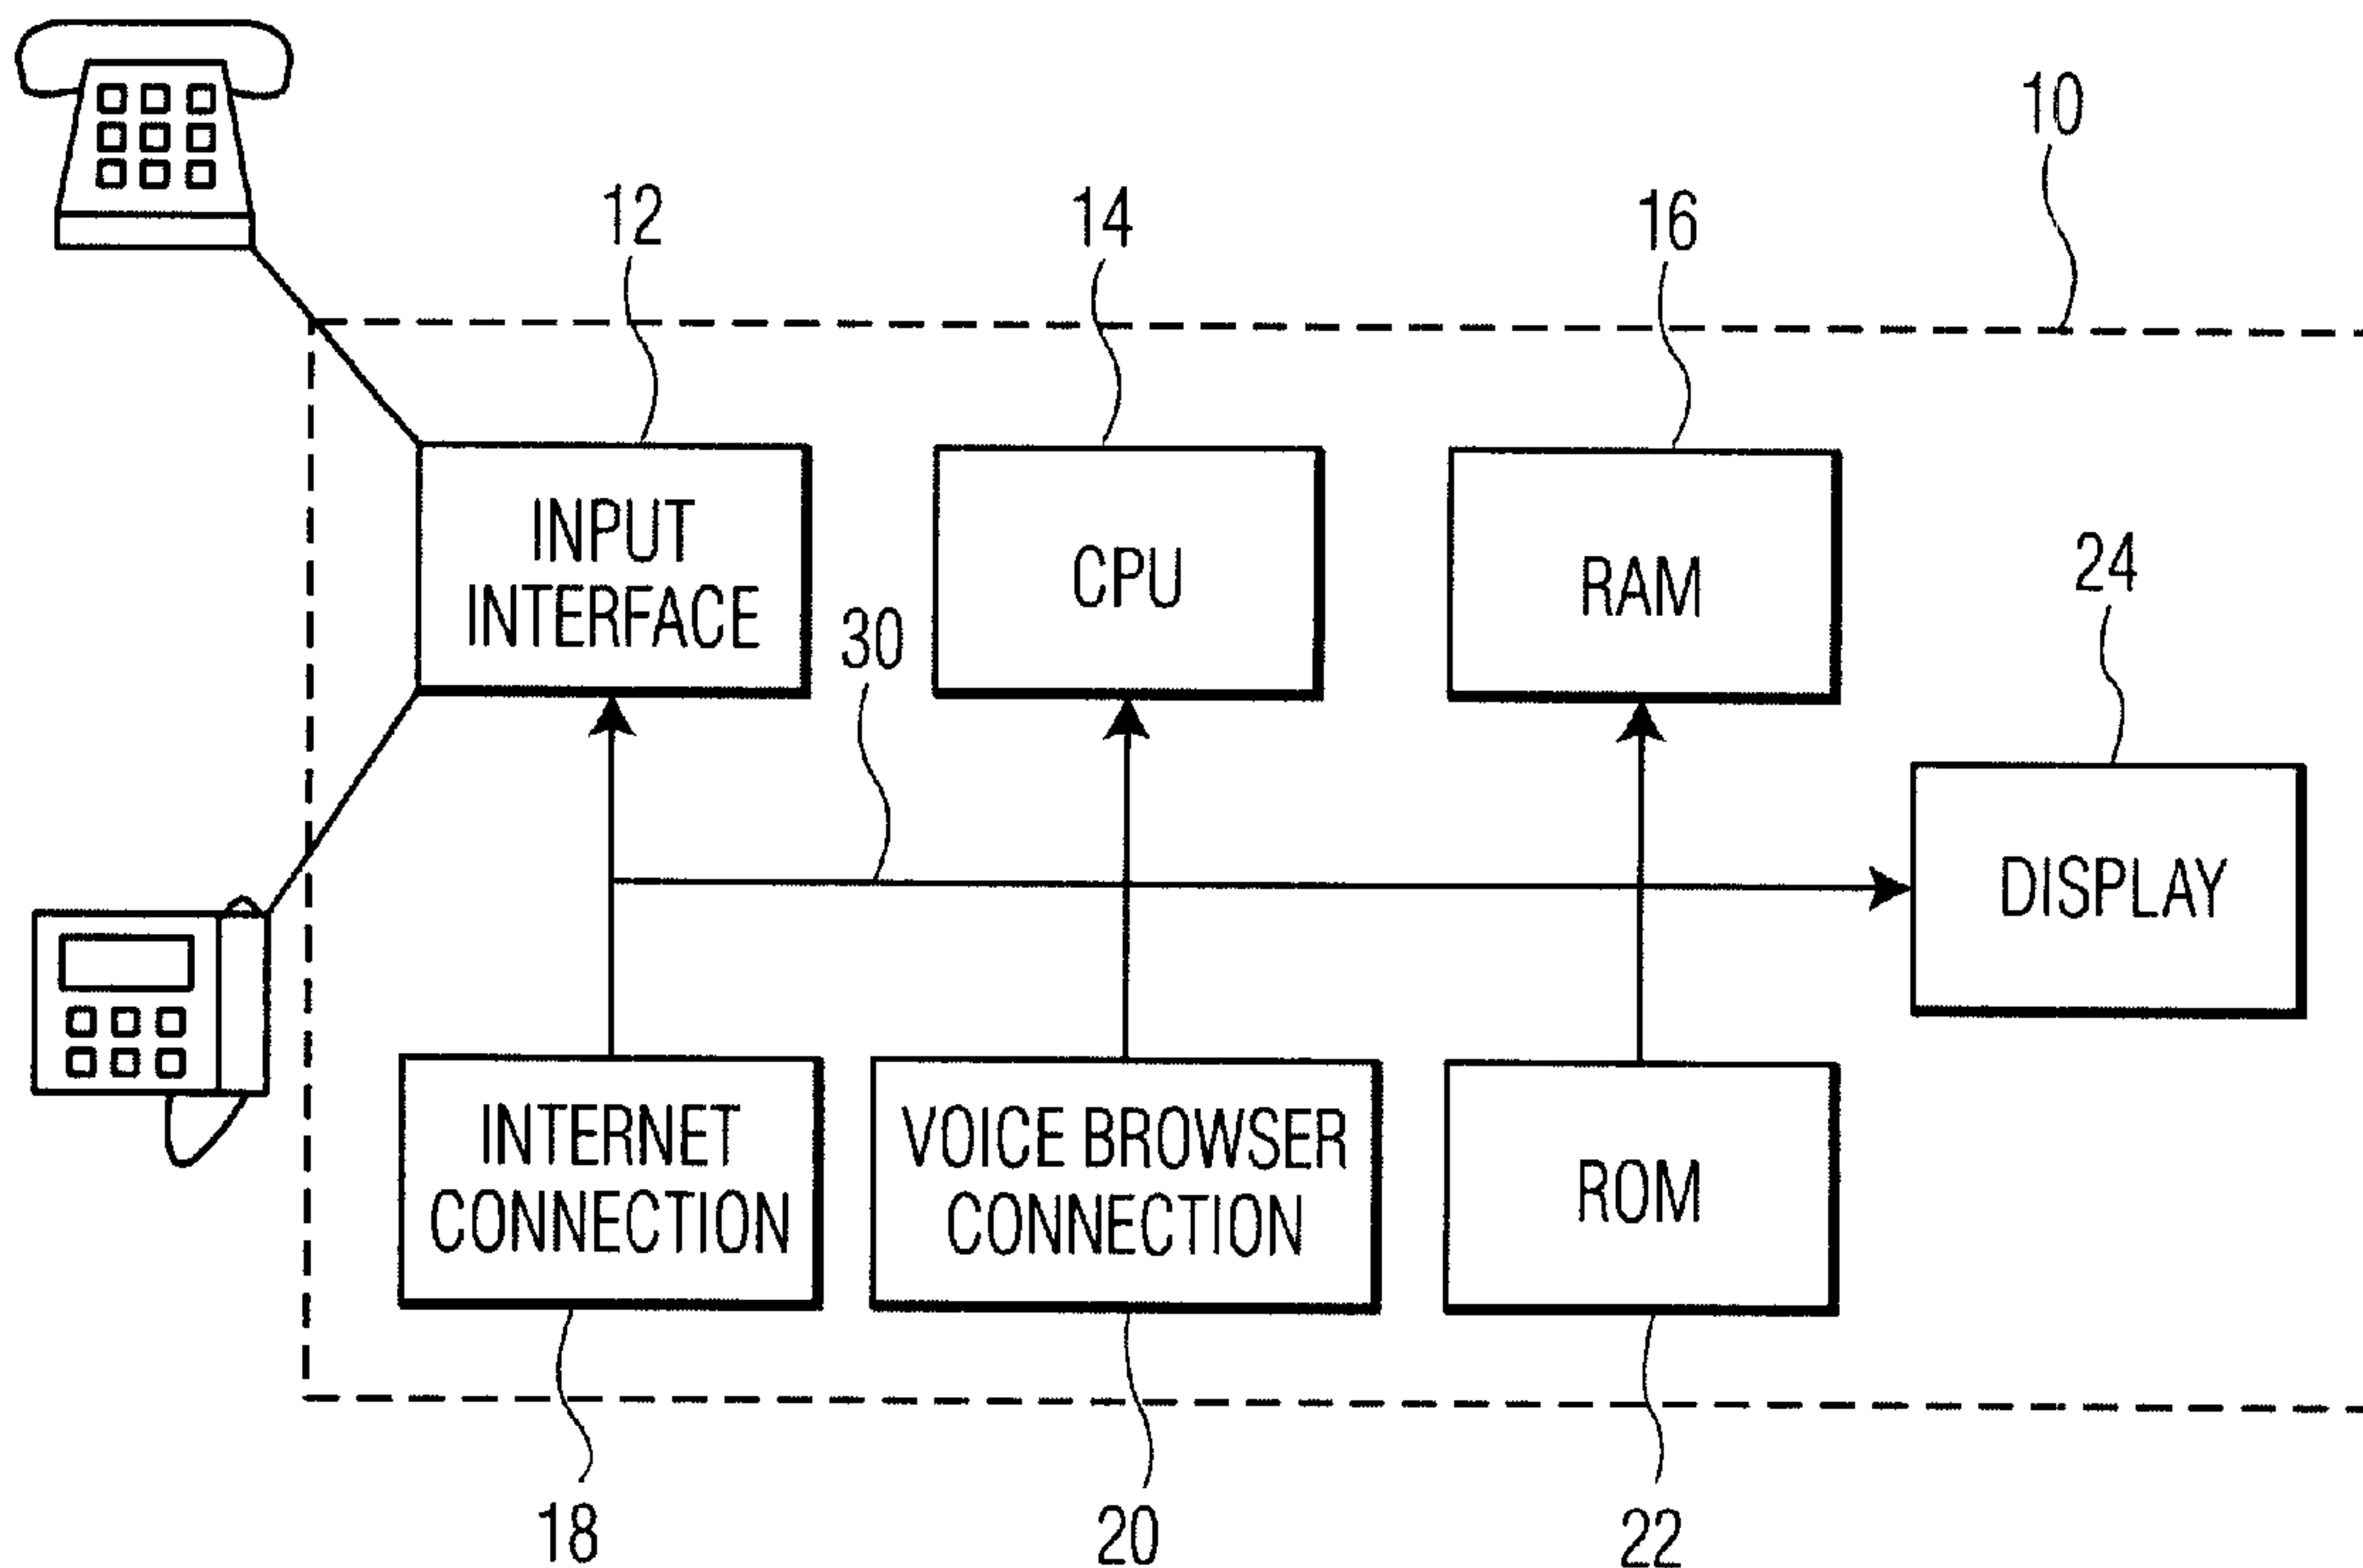 10
12
14
16
INPUT
INTERFACE
CPU
RAM
24
30
DISPLAY
INTERNET
CONNECTION
VOICE BROWSER
CONNECTION
ROM
18
20
22